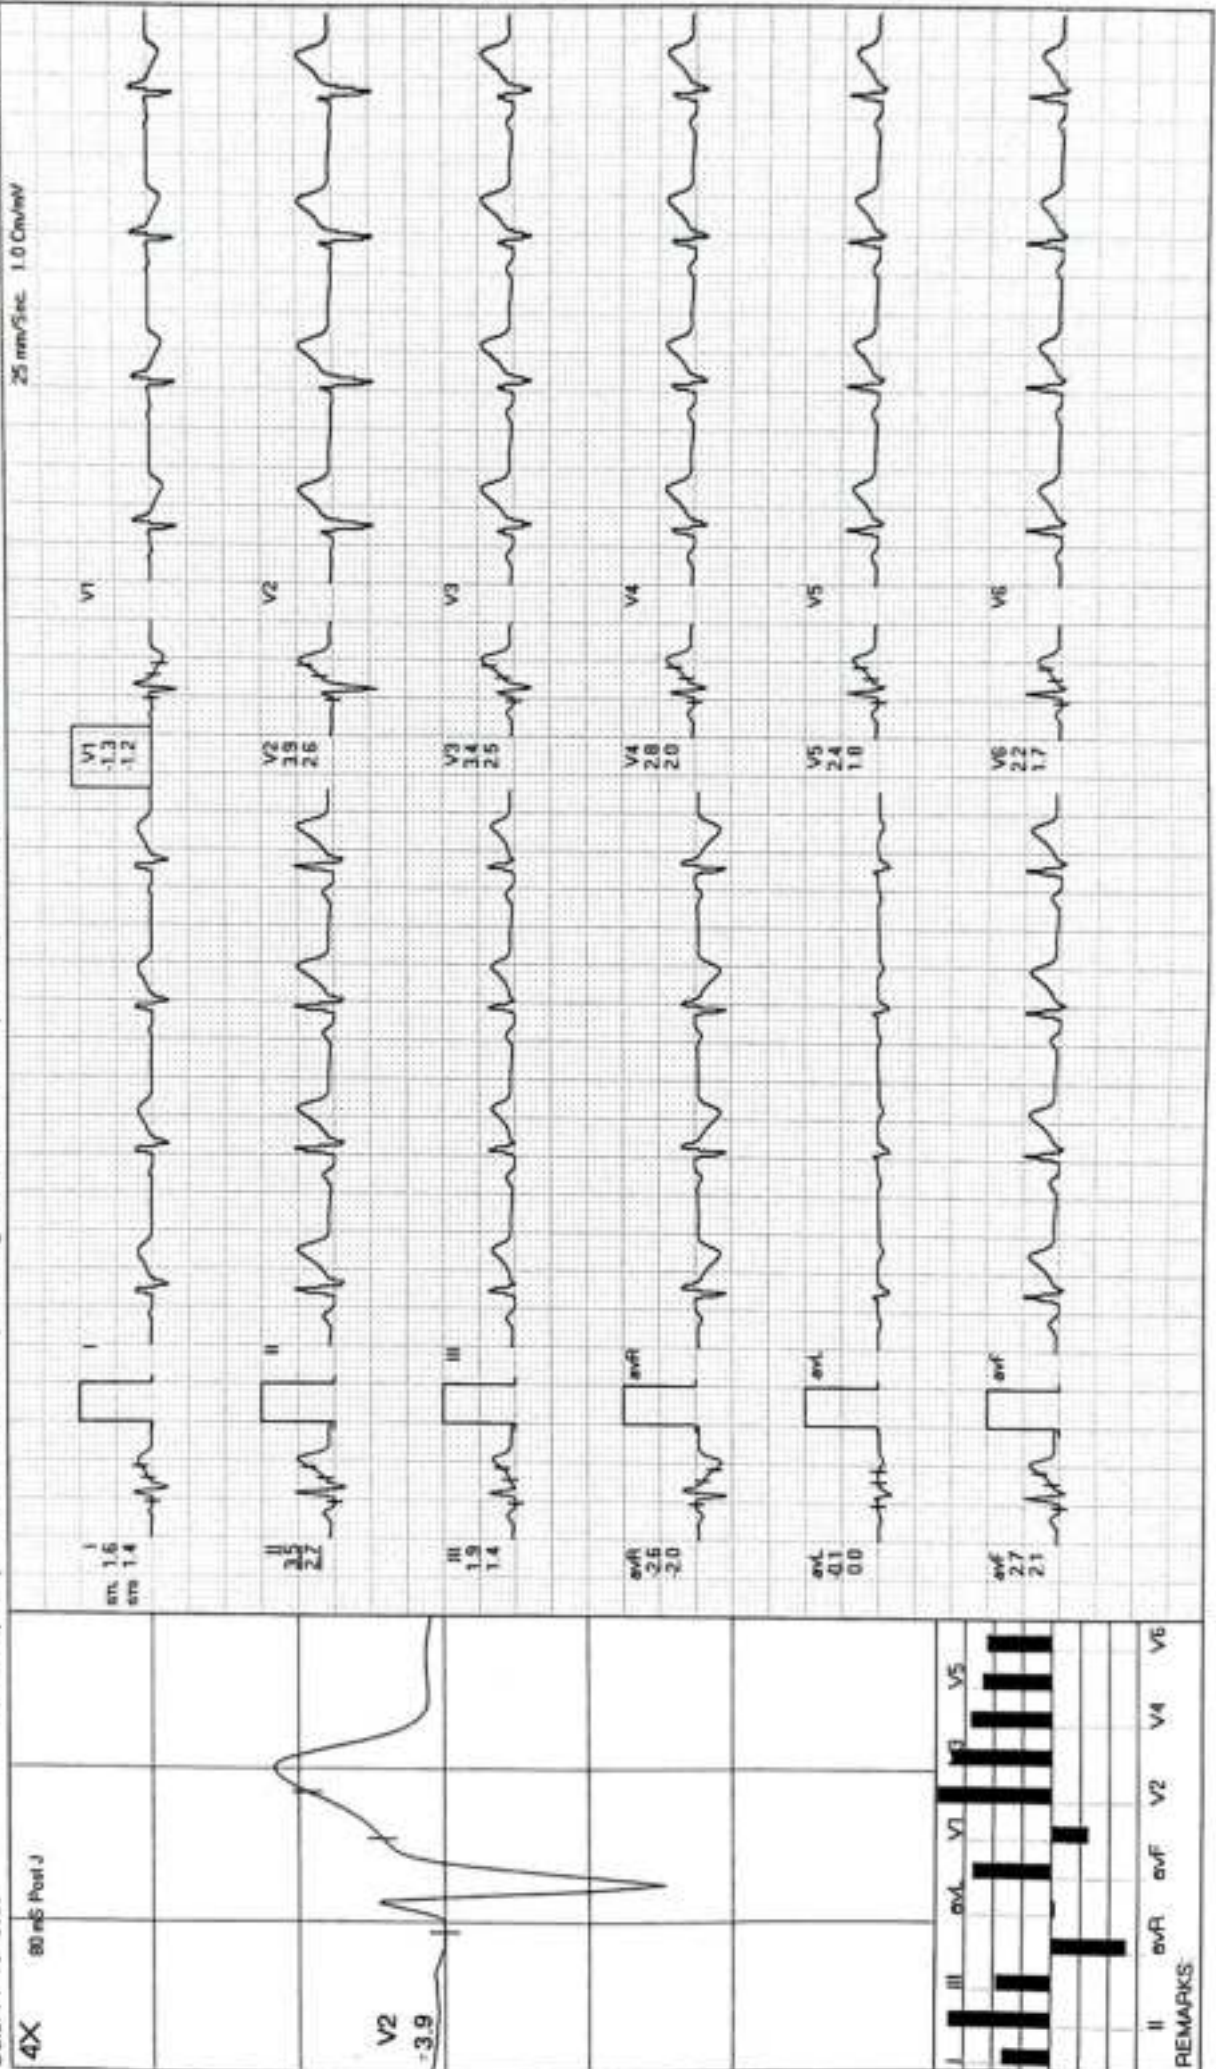 4X
80 mS Post J
25 mm/Sec. 1.0 Cm/mV
V2
-3.9
I
1.6
1.4
I
V1
-1.3
-1.2
V1
II
3.5
2.7
II
V2
3.9
2.6
V2
III
1.9
1.4
III
V3
3.4
2.5
V3
avR
-2.6
-2.0
avR
V4
2.8
2.0
V4
avL
-0.1
0.0
avL
V5
2.4
1.8
V5
avF
2.7
2.1
avF
V6
2.2
1.7
V6
I
III
avL
V1
V5
II
avR
avF
V2
V4
V6
REMARKS: